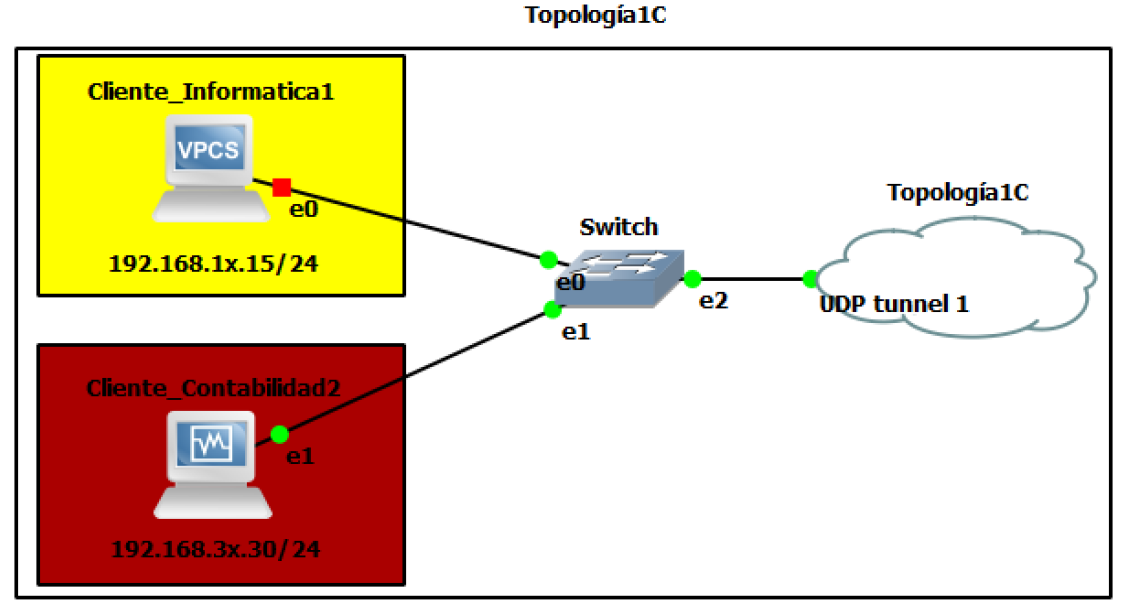 Topología1C
Cliente_Informatica1
VPCS
e0
192.168.1x.15/24
Switch
e0
e1
e2
Topología1C
UDP tunnel 1
Cliente_Contabilidad2
e1
192.168.3x.30/24